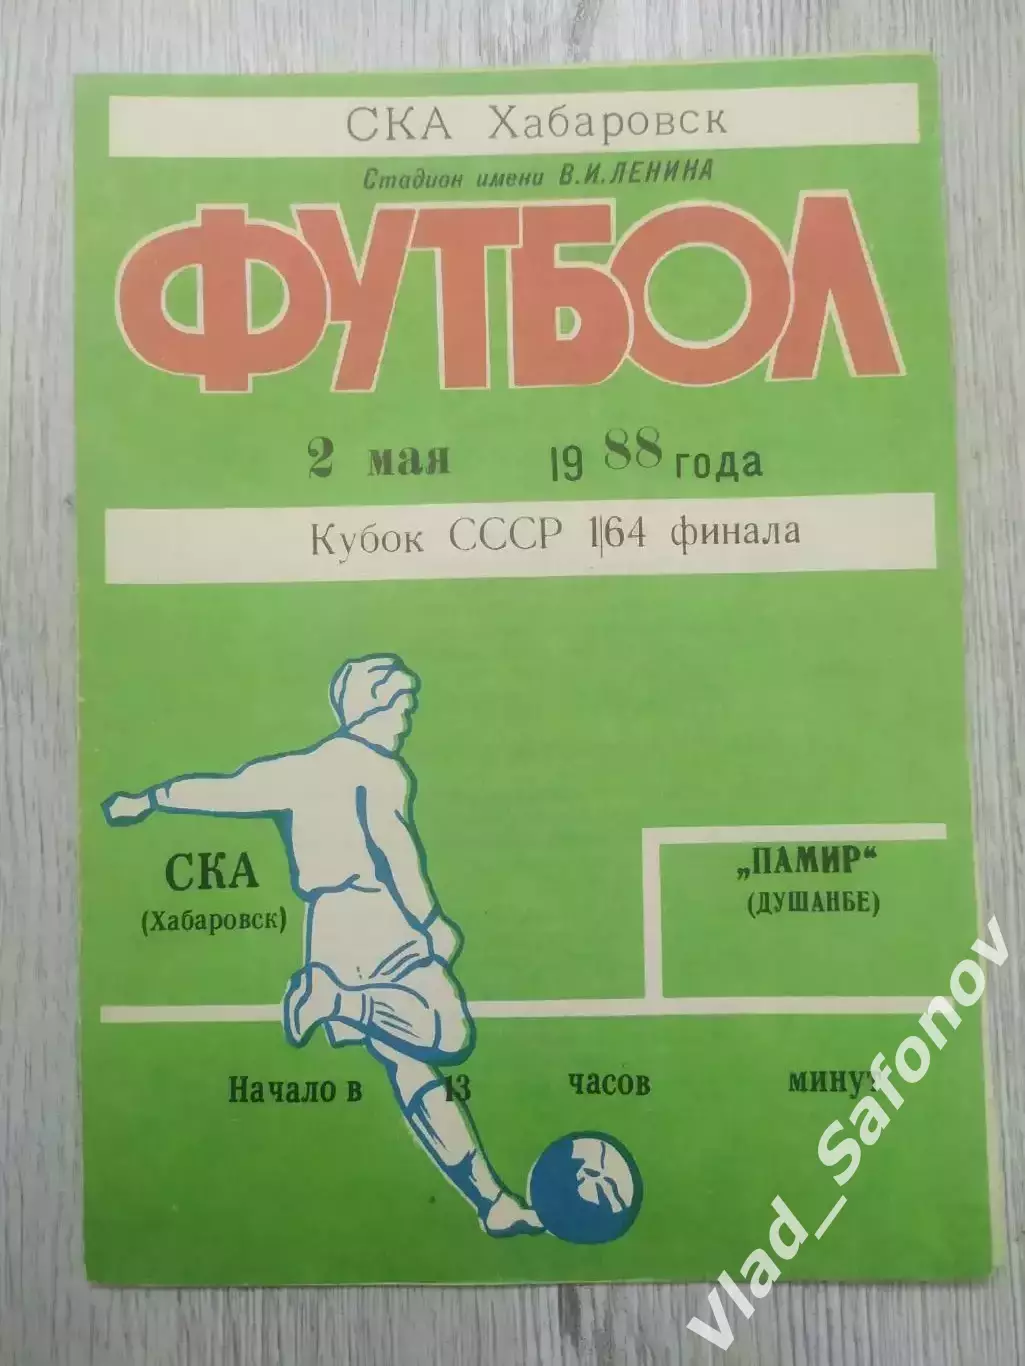 СКА Хабаровск
Стадион имени В.И.ЛЕНИНА
ФУТБОЛ
2 мая 1988 года
Кубок СССР 1/64 финала
СКА
(Хабаровск)
„ПАМИР“
(ДУШАНБЕ)
Начало в 13 часов минут
Vlad_Safonov